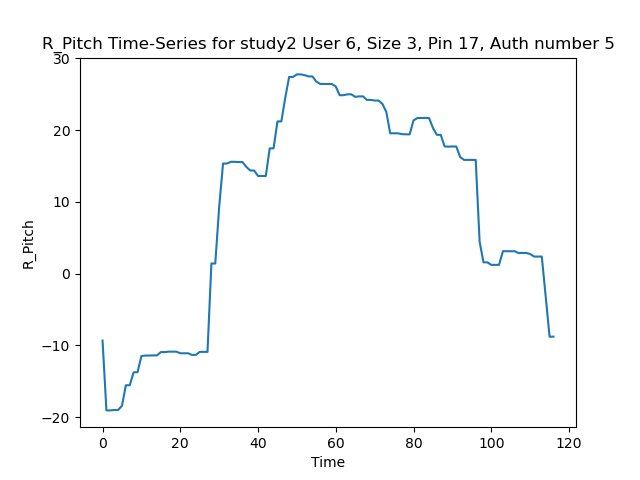 R_Pitch Time-Series for study2 User 6, Size 3, Pin 17, Auth number 5
30
20
10
0
−10
−20
R_Pitch
0 20 40 60 80 100 120
Time